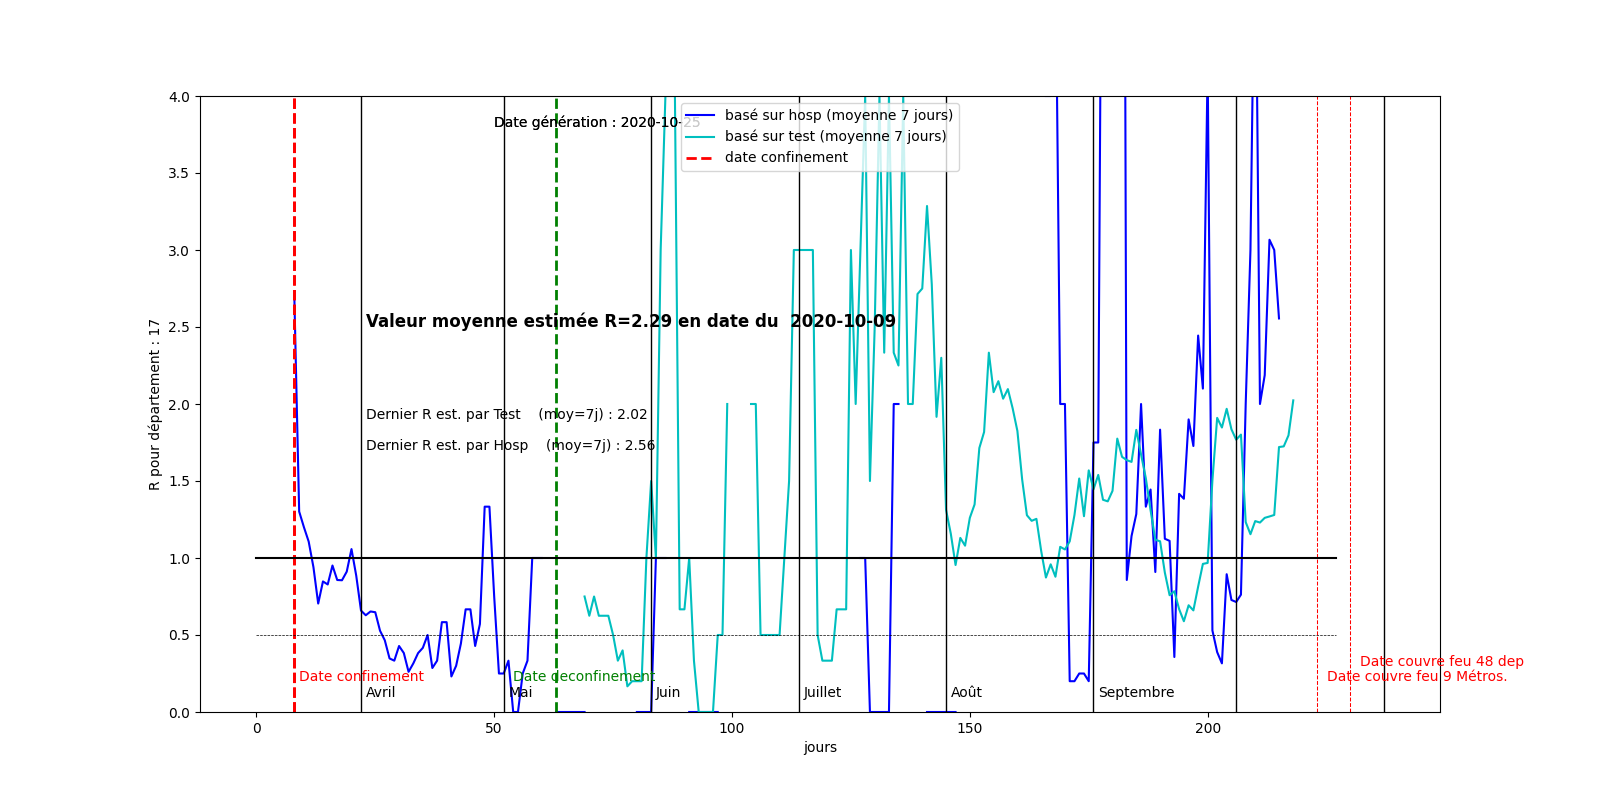 4.0
3.5
3.0
2.5
2.0
1.5
1.0
0.5
0.0
R pour département : 17
Date génération : 2020-10-25
basé sur hosp (moyenne 7 jours)
basé sur test (moyenne 7 jours)
date confinement
Valeur moyenne estimée R=2.29 en date du  2020-10-09
Dernier R est. par Test    (moy=7j) : 2.02
Dernier R est. par Hosp    (moy=7j) : 2.56
Date couvre feu 48 dep
Date confinement
Date deconfinement
Date couvre feu 9 Métros.
Avril
Mai
Juin
Juillet
Août
Septembre
0
50
100
150
200
jours